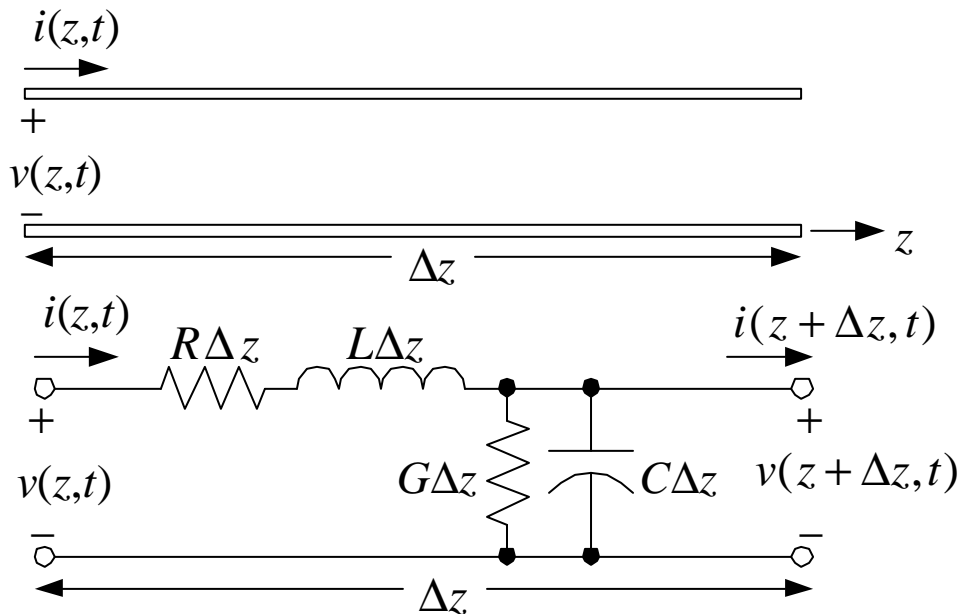 i(z,t)
+
v(z,t)
−
z
Δz
i(z,t)
RΔz
LΔz
i(z + Δz,t)
+
+
v(z,t)
GΔz
CΔz
v(z + Δz,t)
−
−
Δz